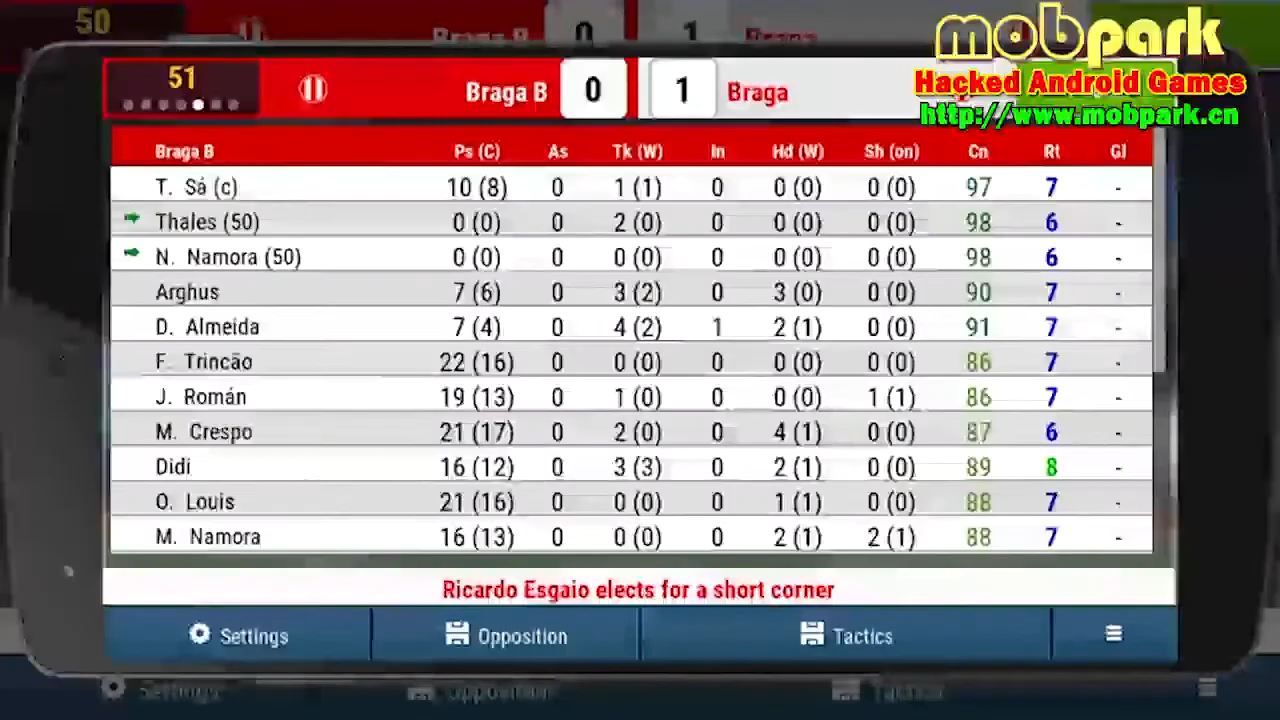 50
Braga B 0 1 Braga
mobpark
Hacked Android Games
http://www.mobpark.cn
51 Braga B 0 1 Braga
Braga B Ps (C) As Tk (W) In Hd (W) Sh (on) Cn Rt Gl
T. Sá (c) 10 (8) 0 1 (1) 0 0 (0) 0 (0) 97 7 -
Thales (50) 0 (0) 0 2 (0) 0 0 (0) 0 (0) 98 6 -
N. Namora (50) 0 (0) 0 0 (0) 0 0 (0) 0 (0) 98 6 -
Arghus 7 (6) 0 3 (2) 0 3 (0) 0 (0) 90 7 -
D. Almeida 7 (4) 0 4 (2) 1 2 (1) 0 (0) 91 7 -
F. Trincão 22 (16) 0 0 (0) 0 0 (0) 0 (0) 86 7 -
J. Román 19 (13) 0 1 (0) 0 0 (0) 1 (1) 86 7 -
M. Crespo 21 (17) 0 2 (0) 0 4 (1) 0 (0) 87 6 -
Didi 16 (12) 0 3 (3) 0 2 (1) 0 (0) 89 8 -
O. Louis 21 (16) 0 0 (0) 0 1 (1) 0 (0) 88 7 -
M. Namora 16 (13) 0 0 (0) 0 2 (1) 2 (1) 88 7 -
Ricardo Esgaio elects for a short corner
Settings Opposition Tactics
Settings Opposition Tactics